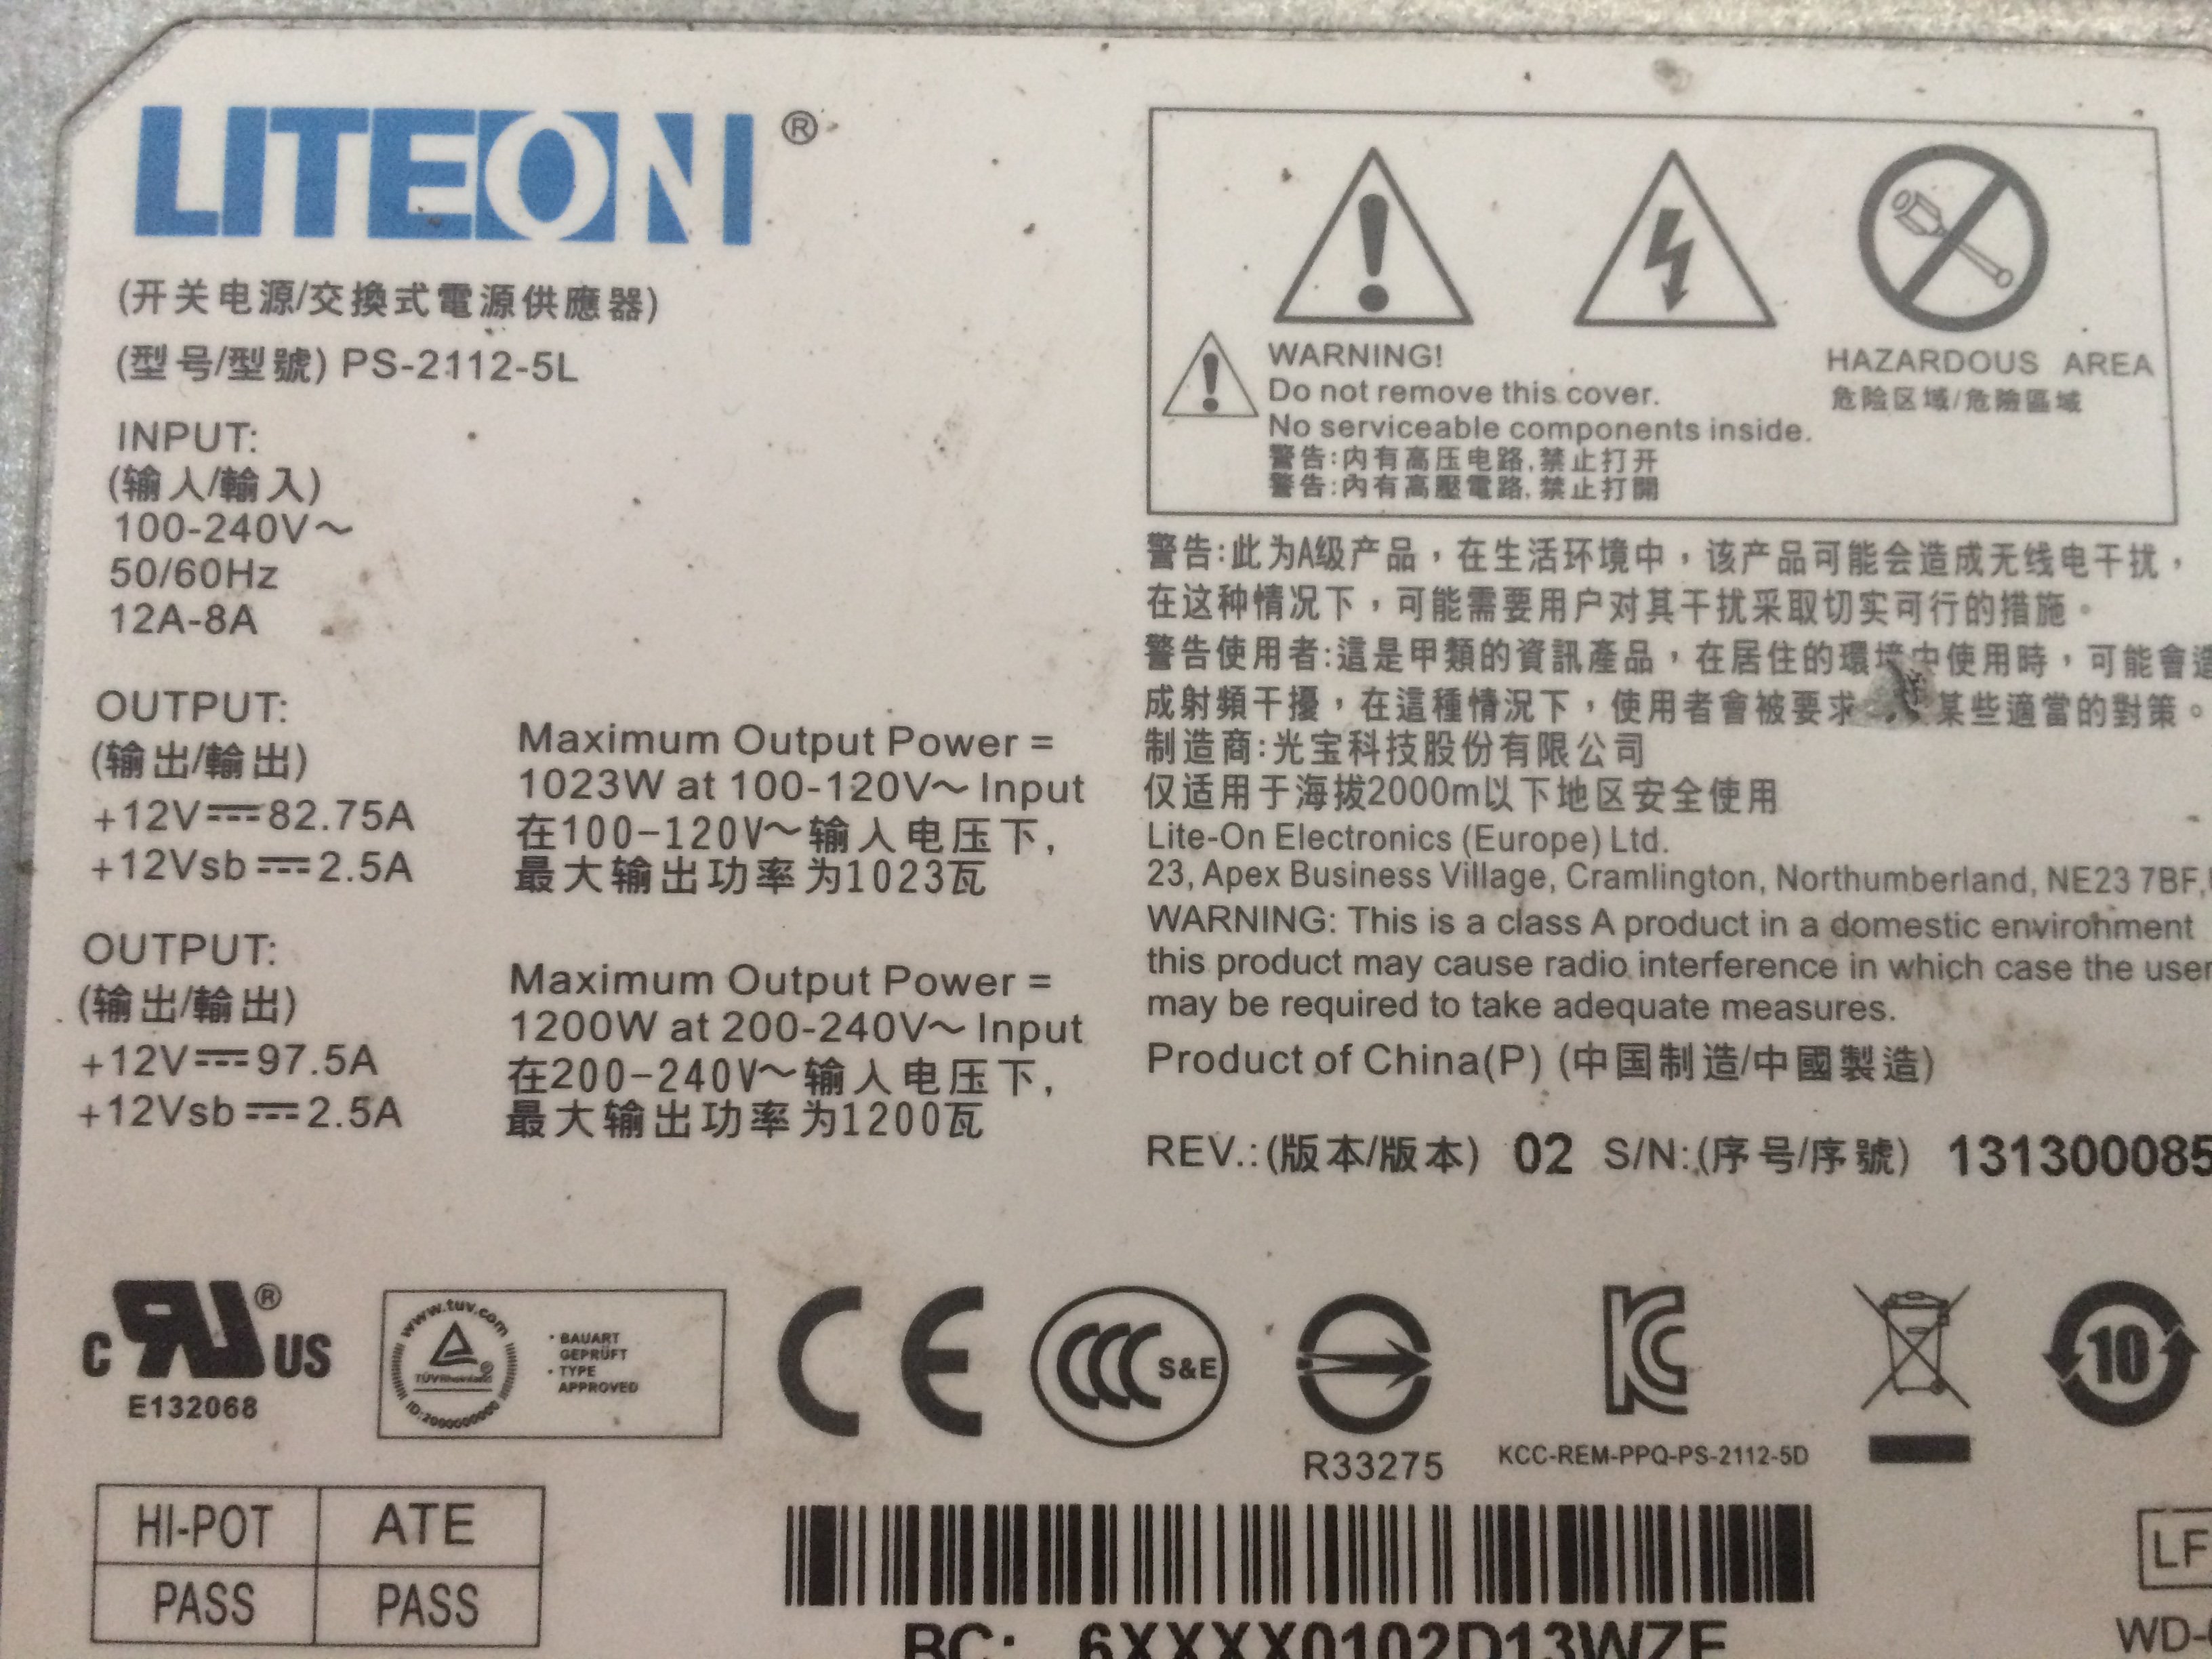 LITEON®
(开关电源/交換式電源供應器)
(型号/型號) PS-2112-5L
INPUT:
(输入/輸入)
100-240V～
50/60Hz
12A-8A
OUTPUT:
(输出/輸出)
+12V⎓82.75A
+12Vsb⎓2.5A
Maximum Output Power =
1023W at 100-120V～ Input
在100-120V～输入电压下,
最大输出功率为1023瓦
OUTPUT:
(输出/輸出)
+12V⎓97.5A
+12Vsb⎓2.5A
Maximum Output Power =
1200W at 200-240V～ Input
在200-240V～输入电压下,
最大输出功率为1200瓦
WARNING!
Do not remove this cover.
No serviceable components inside.
警告:内有高压电路,禁止打开
警告:內有高壓電路,禁止打開
HAZARDOUS AREA
危险区域/危險區域
警告:此为A级产品，在生活环境中，该产品可能会造成无线电干扰，
在这种情况下，可能需要用户对其干扰采取切实可行的措施。
警告使用者:這是甲類的資訊產品，在居住的環境中使用時，可能會造
成射頻干擾，在這種情況下，使用者會被要求 某些適當的對策。
制造商:光宝科技股份有限公司
仅适用于海拔2000m以下地区安全使用
Lite-On Electronics (Europe) Ltd.
23, Apex Business Village, Cramlington, Northumberland, NE23 7BF,
WARNING: This is a class A product in a domestic environment
this product may cause radio interference in which case the user
may be required to take adequate measures.
Product of China(P) (中国制造/中國製造)
REV.:(版本/版本) 02 S/N:(序号/序號) 131300085
C RU® US
E132068
www.tuv.com
TÜVRheinland®
ID:2000000000
• BAUART
GEPRÜFT
• TYPE
APPROVED
CE
CCC S&E
R33275
KC
KCC-REM-PPQ-PS-2112-5D
10
HI-POT ATE
PASS PASS
BC: 6XXXX0102D13WZF
LF
WD-